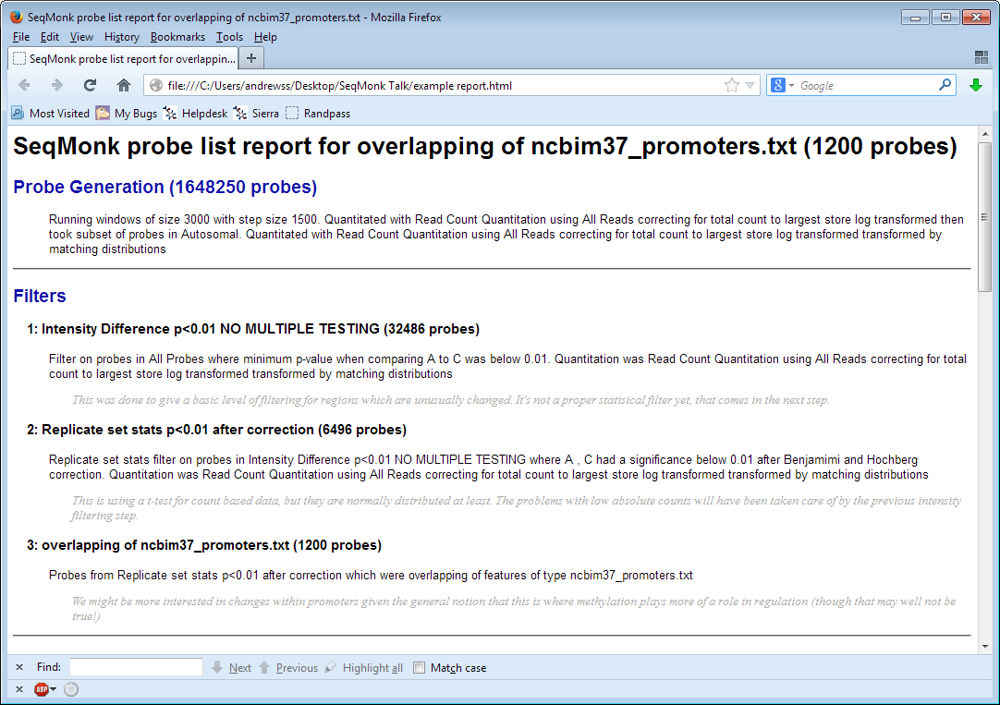 SeqMonk probe list report for overlapping of ncbim37_promoters.txt - Mozilla Firefox
File Edit View History Bookmarks Tools Help
SeqMonk probe list report for overlappin... +
file:///C:/Users/andrewss/Desktop/SeqMonk Talk/example report.html 8 Google
Most Visited My Bugs Helpdesk Sierra Randpass
SeqMonk probe list report for overlapping of ncbim37_promoters.txt (1200 probes)
Probe Generation (1648250 probes)
Running windows of size 3000 with step size 1500. Quantitated with Read Count Quantitation using All Reads correcting for total count to largest store log transformed then
took subset of probes in Autosomal. Quantitated with Read Count Quantitation using All Reads correcting for total count to largest store log transformed transformed by
matching distributions
Filters
1: Intensity Difference p<0.01 NO MULTIPLE TESTING (32486 probes)
Filter on probes in All Probes where minimum p-value when comparing A to C was below 0.01. Quantitation was Read Count Quantitation using All Reads correcting for total
count to largest store log transformed transformed by matching distributions
This was done to give a basic level of filtering for regions which are unusually changed. It's not a proper statisical filter yet, that comes in the next step.
2: Replicate set stats p<0.01 after correction (6496 probes)
Replicate set stats filter on probes in Intensity Difference p<0.01 NO MULTIPLE TESTING where A , C had a significance below 0.01 after Benjamimi and Hochberg
correction. Quantitation was Read Count Quantitation using All Reads correcting for total count to largest store log transformed transformed by matching distributions
This is using a t-test for count based data, but they are normally distributed at least. The problems with low absolute counts will have been taken care of by the previous intensity
filtering step.
3: overlapping of ncbim37_promoters.txt (1200 probes)
Probes from Replicate set stats p<0.01 after correction which were overlapping of features of type ncbim37_promoters.txt
We might be more interested in changes within promoters given the general notion that this is where methylation plays more of a role in regulation (though that may well not be
true!)
× Find: Next Previous Highlight all Match case
× ABP